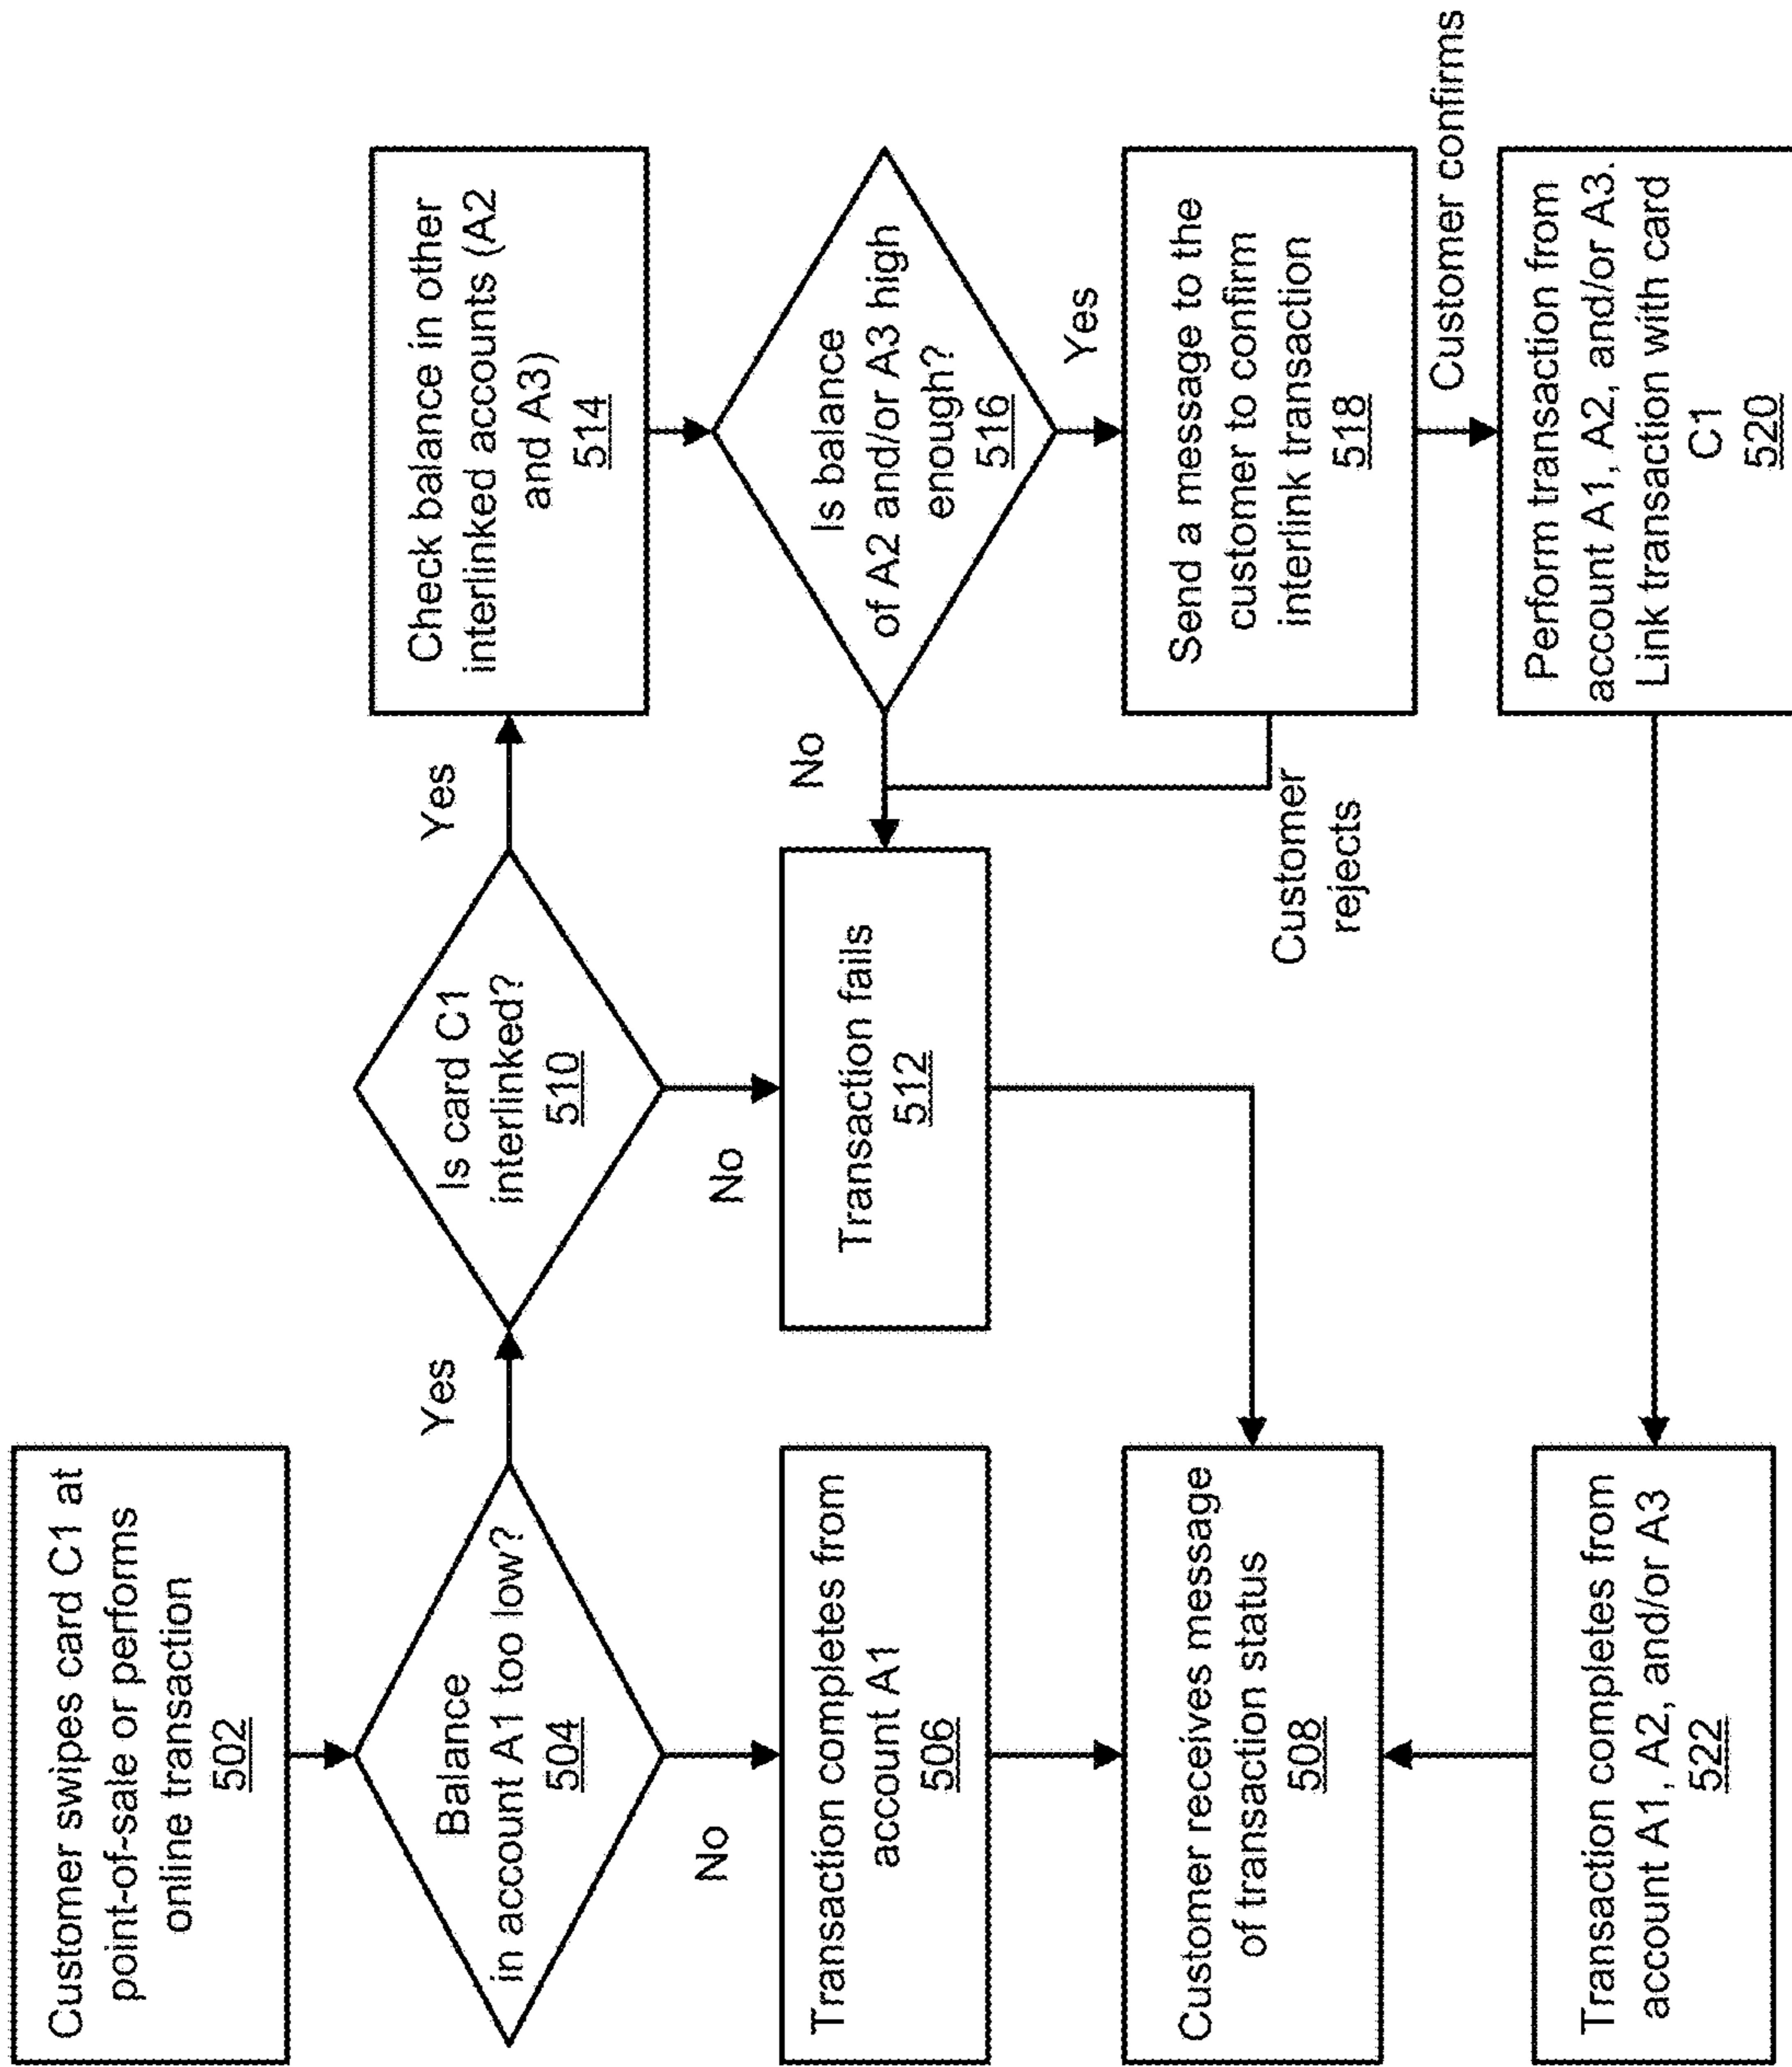 Customer swipes card C1 at
point-of-sale or performs
online transaction
502
Balance
in account A1 too low?
504
Yes
No
Transaction completes from
account A1
506
Customer receives message
of transaction status
508
Is card C1
interlinked?
510
Yes
No
Transaction fails
512
Check balance in other
interlinked accounts (A2
and A3)
514
Is balance
of A2 and/or A3 high
enough?
516
No
Yes
Send a message to the
customer to confirm
interlink transaction
518
Customer
rejects
Customer confirms
Perform transaction from
account A1, A2, and/or A3.
Link transaction with card
C1
520
Transaction completes from
account A1, A2, and/or A3
522